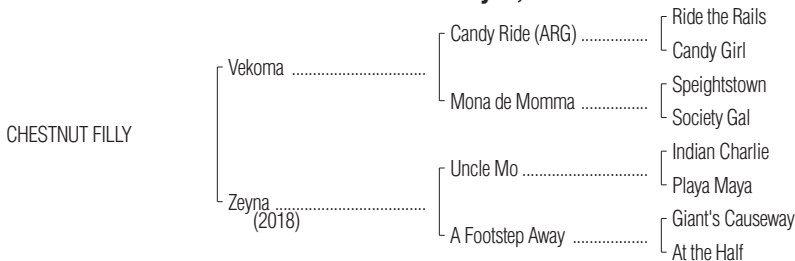 Ride the Rails
Candy Ride (ARG) ................
Candy Girl
Vekoma ................................
Speightstown
Mona de Momma ................
Society Gal
CHESTNUT FILLY
Indian Charlie
Uncle Mo ..............................
Playa Maya
Zeyna ....................................
(2018)
Giant's Causeway
A Footstep Away ..................
At the Half